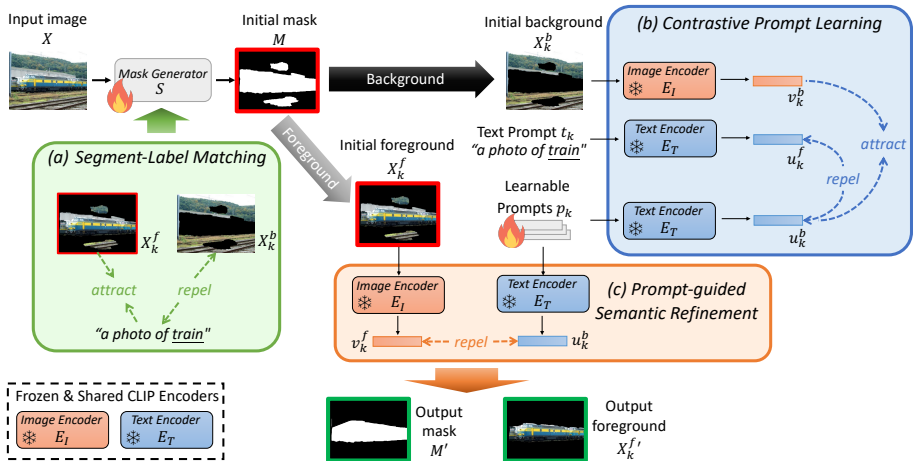 Input image
X
Mask Generator
S
Initial mask
M
Background
Foreground
Initial background
X_k^b
(b) Contrastive Prompt Learning
Image Encoder
E_I
v_k^b
Text Prompt t_k
"a photo of train"
Text Encoder
E_T
u_k^f
attract
repel
Learnable
Prompts p_k
Text Encoder
E_T
u_k^b
(a) Segment-Label Matching
X_k^f
X_k^b
attract
repel
"a photo of train"
Initial foreground
X_k^f
(c) Prompt-guided
Semantic Refinement
Image Encoder
E_I
Text Encoder
E_T
v_k^f
repel
u_k^b
Frozen & Shared CLIP Encoders
Image Encoder
E_I
Text Encoder
E_T
Output
mask
M'
Output
foreground
X_k^f'